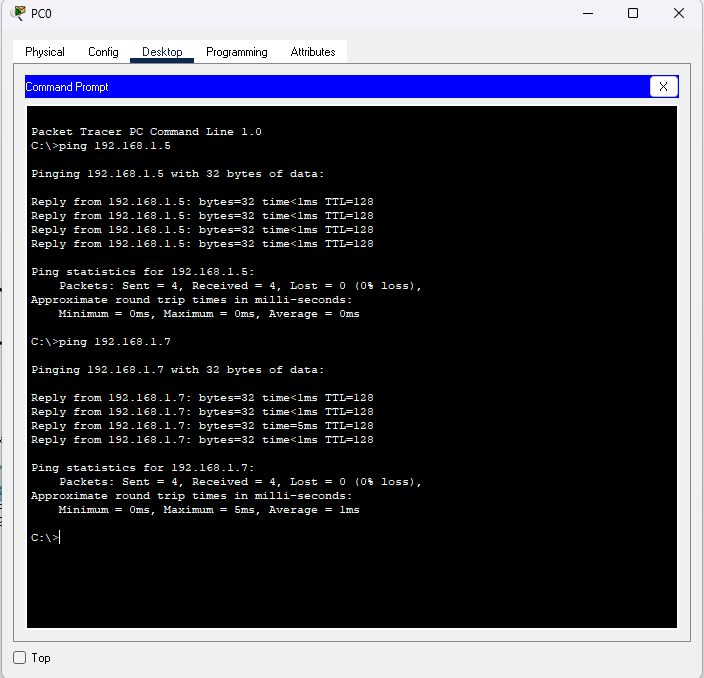 PC0
Physical Config Desktop Programming Attributes
Command Prompt
X
Packet Tracer PC Command Line 1.0
C:\>ping 192.168.1.5
Pinging 192.168.1.5 with 32 bytes of data:
Reply from 192.168.1.5: bytes=32 time<1ms TTL=128
Reply from 192.168.1.5: bytes=32 time<1ms TTL=128
Reply from 192.168.1.5: bytes=32 time<1ms TTL=128
Reply from 192.168.1.5: bytes=32 time<1ms TTL=128
Ping statistics for 192.168.1.5:
    Packets: Sent = 4, Received = 4, Lost = 0 (0% loss),
Approximate round trip times in milli-seconds:
    Minimum = 0ms, Maximum = 0ms, Average = 0ms
C:\>ping 192.168.1.7
Pinging 192.168.1.7 with 32 bytes of data:
Reply from 192.168.1.7: bytes=32 time<1ms TTL=128
Reply from 192.168.1.7: bytes=32 time<1ms TTL=128
Reply from 192.168.1.7: bytes=32 time=5ms TTL=128
Reply from 192.168.1.7: bytes=32 time<1ms TTL=128
Ping statistics for 192.168.1.7:
    Packets: Sent = 4, Received = 4, Lost = 0 (0% loss),
Approximate round trip times in milli-seconds:
    Minimum = 0ms, Maximum = 5ms, Average = 1ms
C:\>
Top